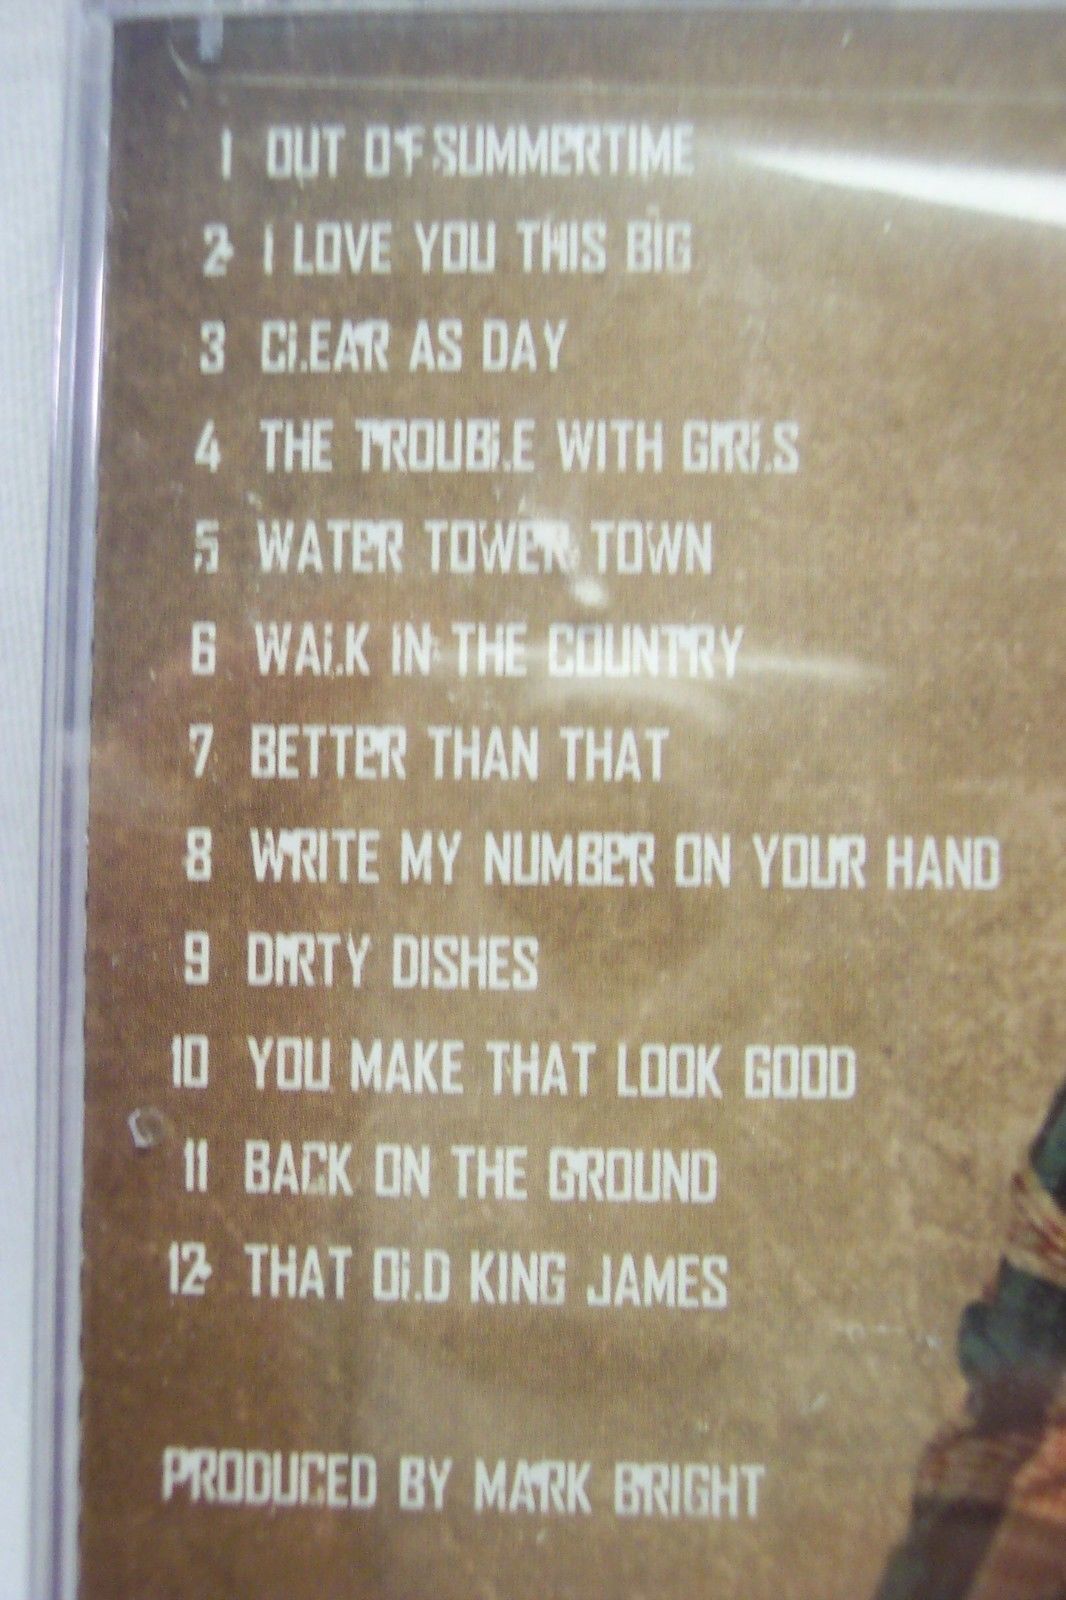 1 OUT OF SUMMERTIME
2 I LOVE YOU THIS BIG
3 CLEAR AS DAY
4 THE TROUBLE WITH GIRLS
5 WATER TOWER TOWN
6 WALK IN THE COUNTRY
7 BETTER THAN THAT
8 WRITE MY NUMBER ON YOUR HAND
9 DIRTY DISHES
10 YOU MAKE THAT LOOK GOOD
11 BACK ON THE GROUND
12 THAT OLD KING JAMES
PRODUCED BY MARK BRIGHT